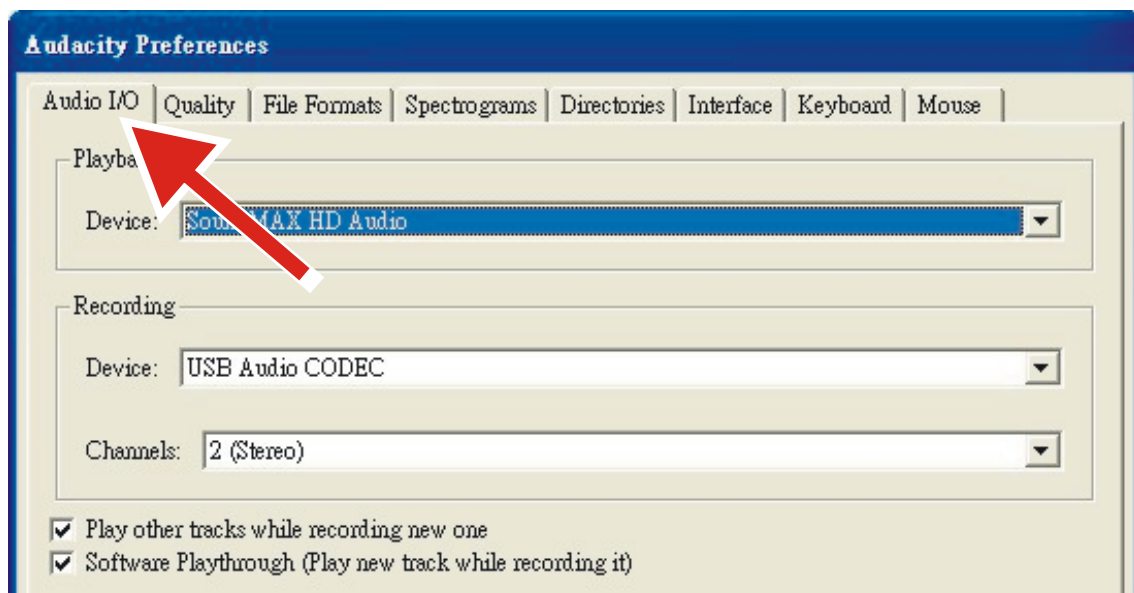 Audacity Preferences
Audio I/O Quality File Formats Spectrograms Directories Interface Keyboard Mouse
Device: MAX HD Audio
Recording
Device: USB Audio CODEC
Channels: 2 (Stereo)
Play other tracks while recording new one
Software Playthrough (Play new track while recording it)